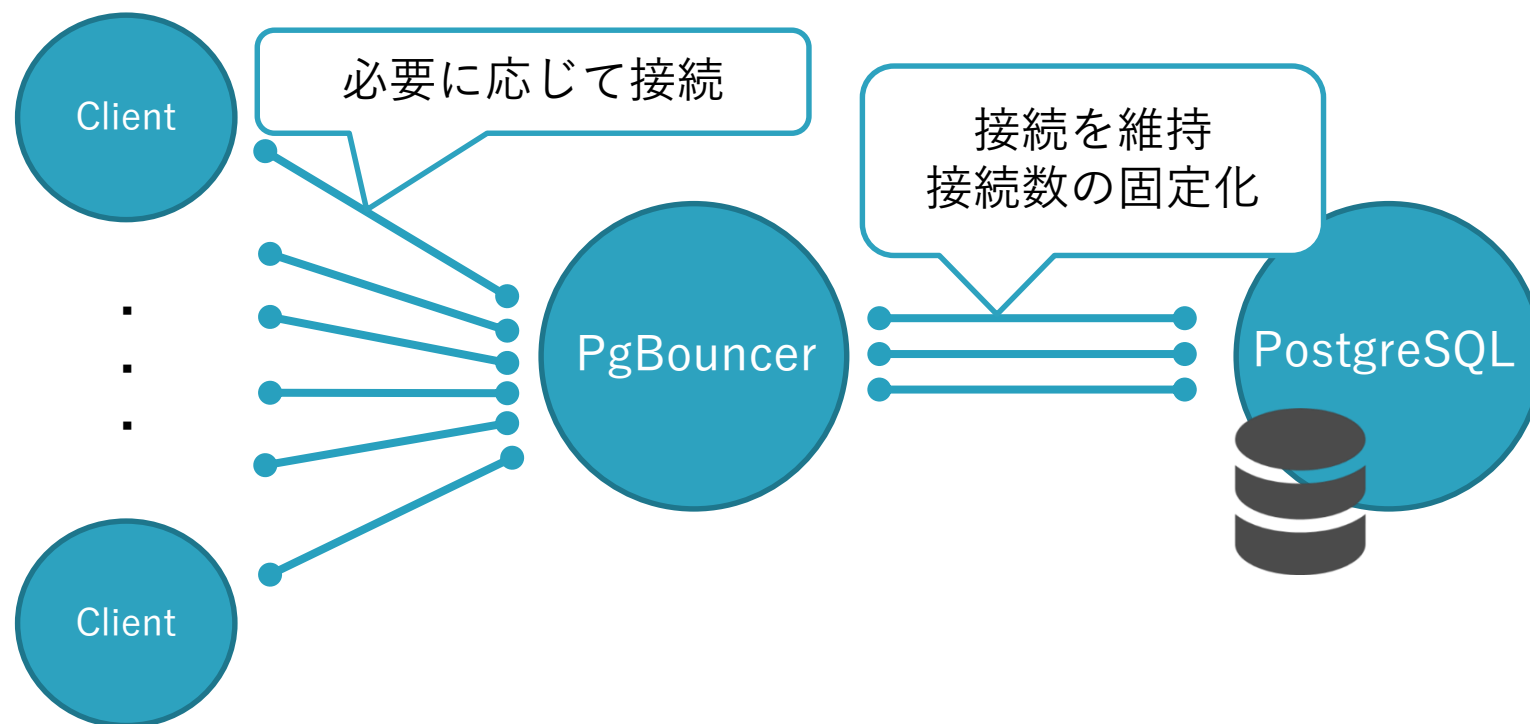 Client
必要に応じて接続
接続を維持
接続数の固定化
PgBouncer
PostgreSQL
Client